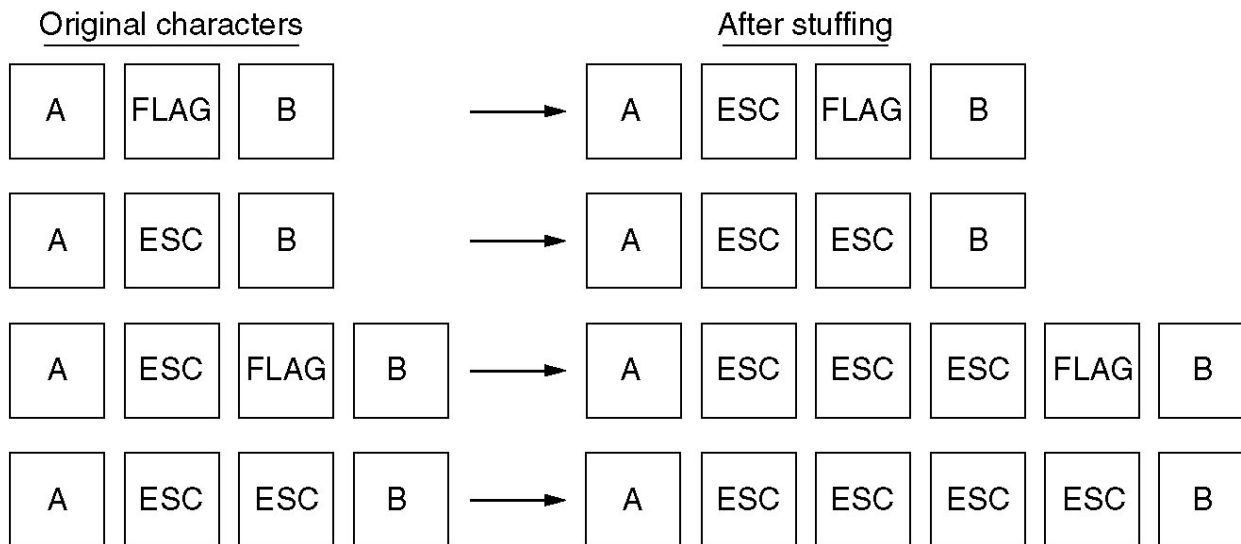 Original characters After stuffing
A FLAG B A ESC FLAG B
A ESC B A ESC ESC B
A ESC FLAG B A ESC ESC ESC FLAG B
A ESC ESC B A ESC ESC ESC ESC B